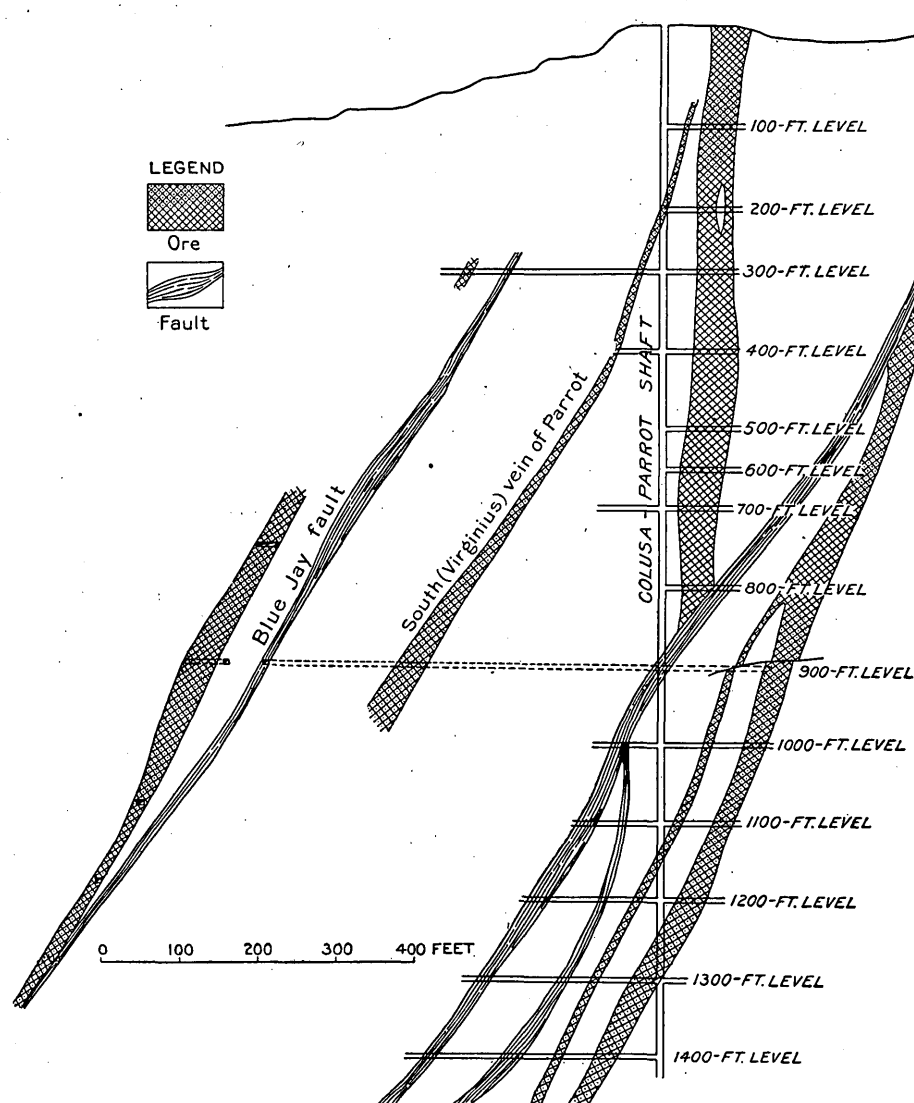 100-FT. LEVEL
LEGEND
Ore
200-FT. LEVEL
300-FT. LEVEL
Fault
COLUSA - PARROT SHAFT
400-FT. LEVEL
South (Virginius) vein of Parrot
500-FT. LEVEL
600-FT. LEVEL
700-FT. LEVEL
Blue Jay fault
800-FT. LEVEL
900-FT. LEVEL
1000-FT. LEVEL
1100-FT. LEVEL
1200-FT. LEVEL
0 100 200 300 400 FEET
1300-FT. LEVEL
1400-FT. LEVEL